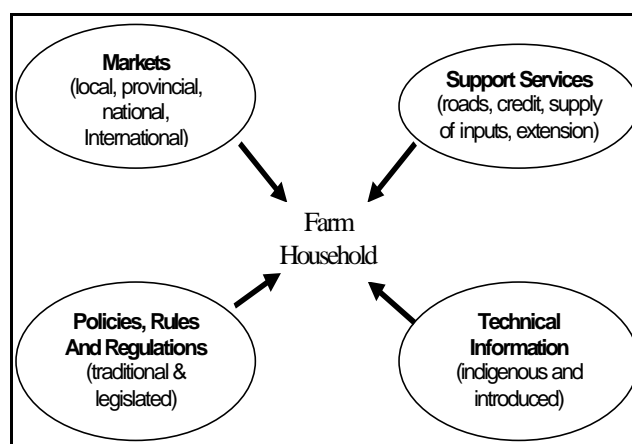 Markets
(local, provincial,
national,
International)
Support Services
(roads, credit, supply
of inputs, extension)
Farm
Household
Policies, Rules
And Regulations
(traditional &
legislated)
Technical
Information
(indigenous and
introduced)